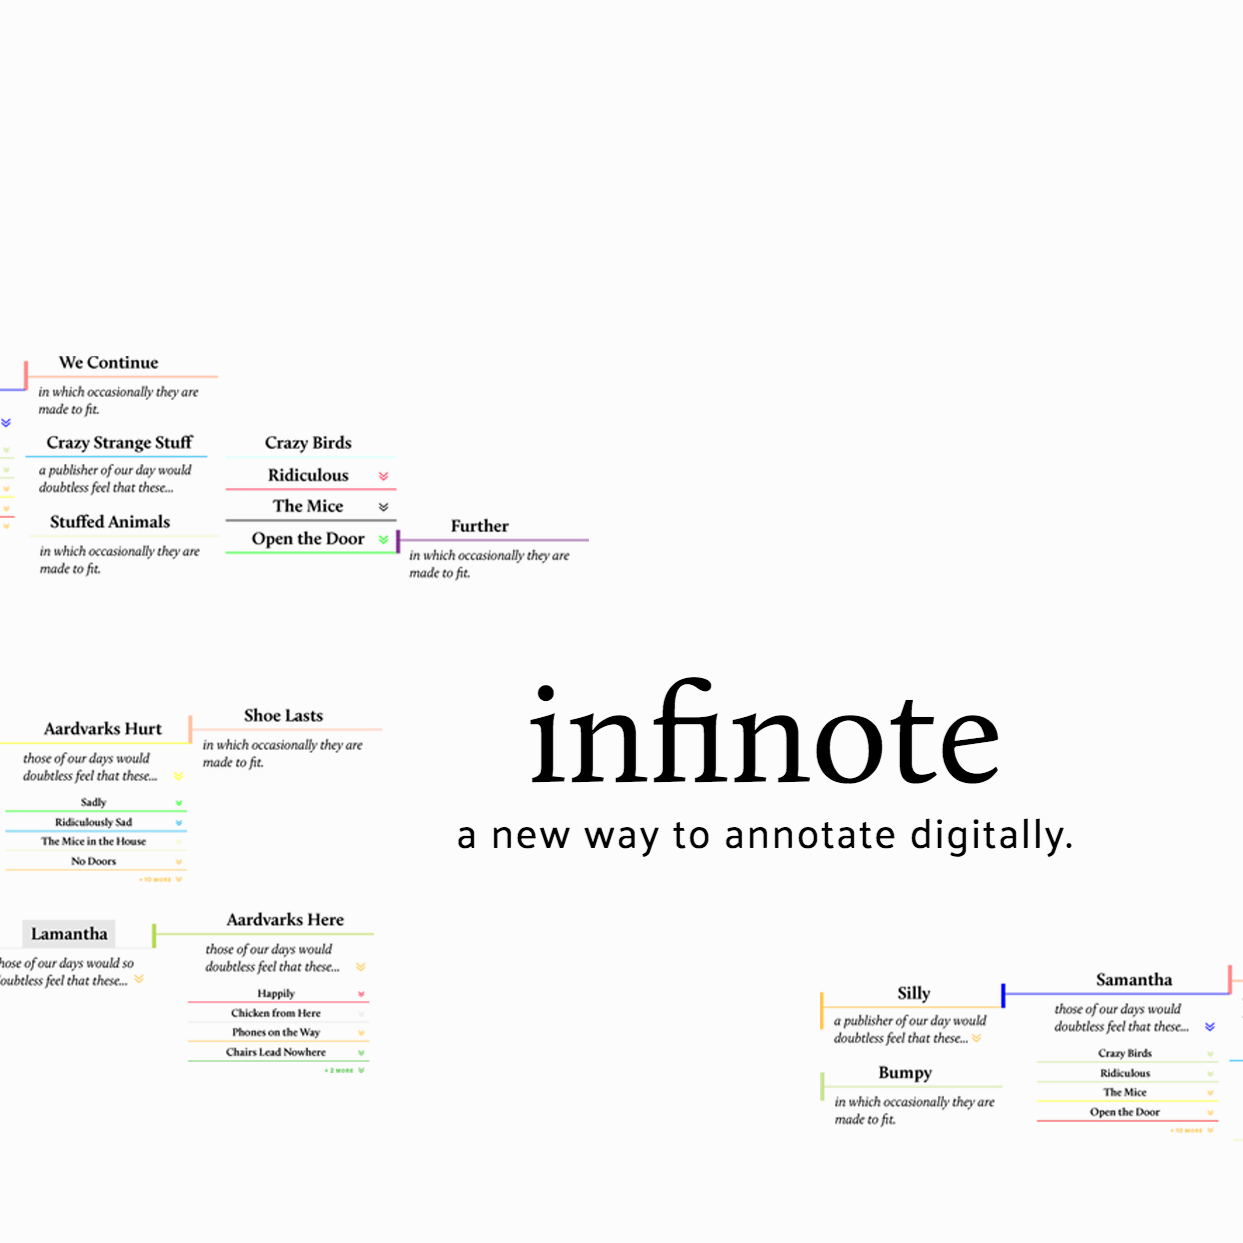 We Continue
in which occasionally they are
made to fit.
Crazy Strange Stuff
a publisher of our day would
doubtless feel that these...
Stuffed Animals
in which occasionally they are
made to fit.
Crazy Birds
Ridiculous
The Mice
Open the Door
Further
in which occasionally they are
made to fit.
infinote
a new way to annotate digitally.
Aardvarks Hurt
those of our days would
doubtless feel that these...
Sadly
Ridiculously Sad
The Mice in the House
No Doors
+ 10 MORE
Shoe Lasts
in which occasionally they are
made to fit.
Lamantha
hose of our days would so
oubtless feel that these...
Aardvarks Here
those of our days would
doubtless feel that these...
Happily
Chicken from Here
Phones on the Way
Chairs Lead Nowhere
+ 2 MORE
Silly
a publisher of our day would
doubtless feel that these...
Bumpy
in which occasionally they are
made to fit.
Samantha
those of our days would
doubtless feel that these...
Crazy Birds
Ridiculous
The Mice
Open the Door
+ 10 MORE